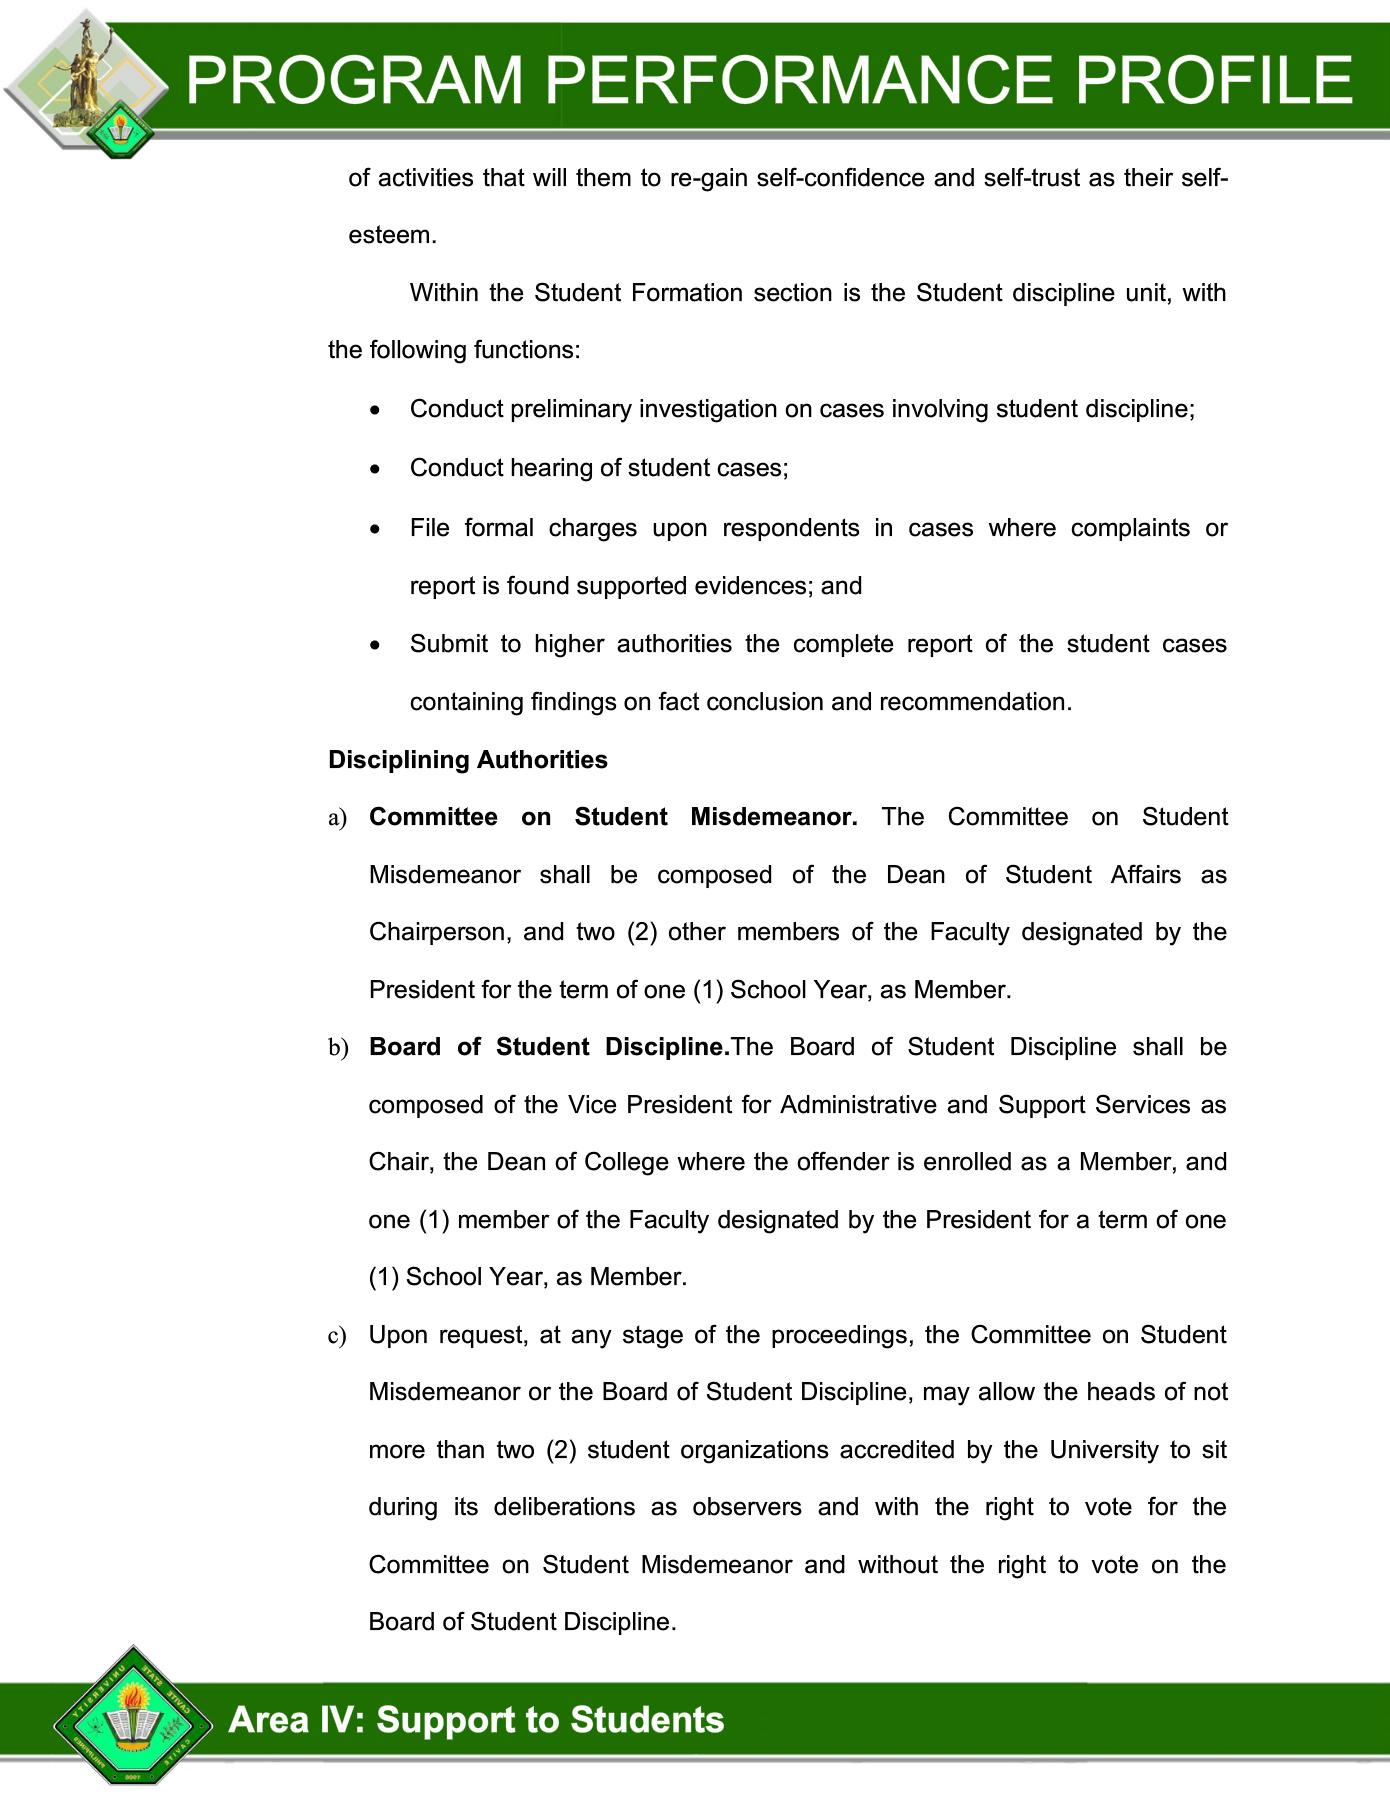 PROGRAM PERFORMANCE PROFILE
of activities that will them to re-gain self-confidence and self-trust as their self-
esteem.
Within the Student Formation section is the Student discipline unit, with
the following functions:
• Conduct preliminary investigation on cases involving student discipline;
• Conduct hearing of student cases;
• File formal charges upon respondents in cases where complaints or
report is found supported evidences; and
• Submit to higher authorities the complete report of the student cases
containing findings on fact conclusion and recommendation.
Disciplining Authorities
a) Committee on Student Misdemeanor. The Committee on Student
Misdemeanor shall be composed of the Dean of Student Affairs as
Chairperson, and two (2) other members of the Faculty designated by the
President for the term of one (1) School Year, as Member.
b) Board of Student Discipline.The Board of Student Discipline shall be
composed of the Vice President for Administrative and Support Services as
Chair, the Dean of College where the offender is enrolled as a Member, and
one (1) member of the Faculty designated by the President for a term of one
(1) School Year, as Member.
c) Upon request, at any stage of the proceedings, the Committee on Student
Misdemeanor or the Board of Student Discipline, may allow the heads of not
more than two (2) student organizations accredited by the University to sit
during its deliberations as observers and with the right to vote for the
Committee on Student Misdemeanor and without the right to vote on the
Board of Student Discipline.
CAVITE STATE UNIVERSITY
CAVITE
PHILIPPINES
Area IV: Support to Students